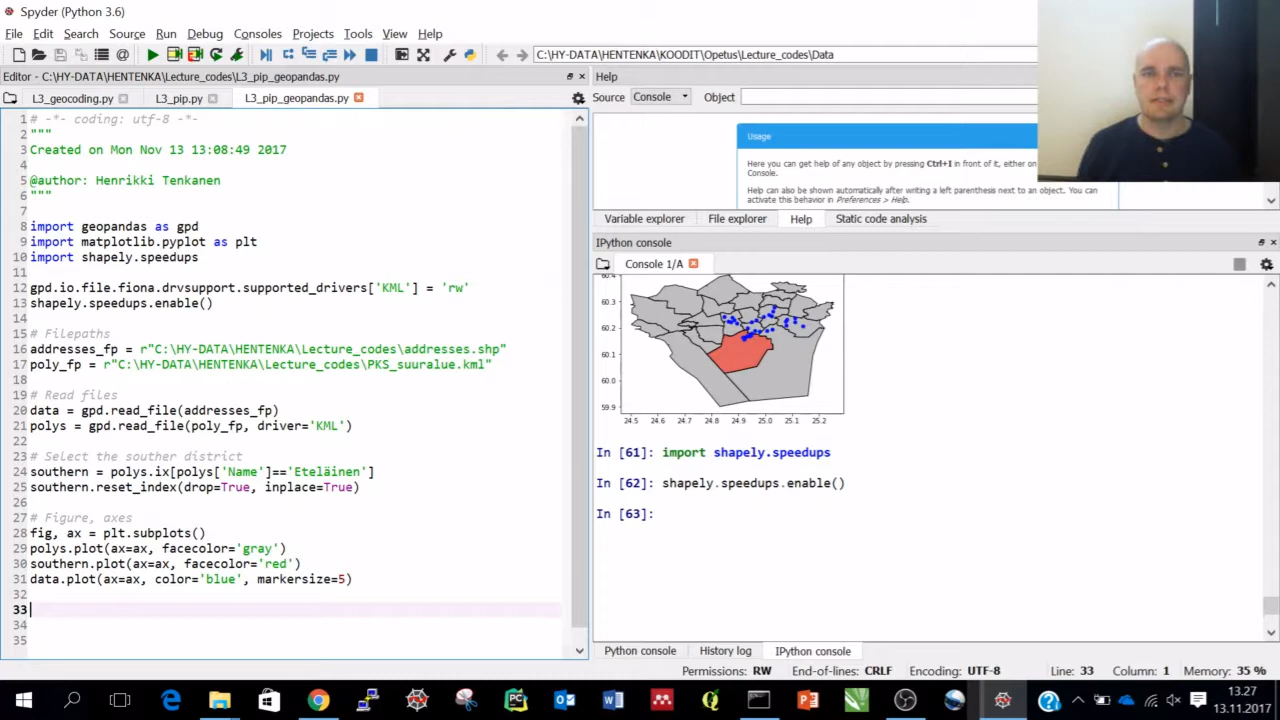 Spyder (Python 3.6)
File Edit Search Source Run Debug Consoles Projects Tools View Help
C:\HY-DATA\HENTENKA\KOODIT\Opetus\Lecture_codes\Data
Editor - C:\HY-DATA\HENTENKA\Lecture_codes\L3_pip_geopandas.py
L3_geocoding.py L3_pip.py L3_pip_geopandas.py
1 # -*- coding: utf-8 -*-
2 """
3 Created on Mon Nov 13 13:08:49 2017
4
5 @author: Henrikki Tenkanen
6 """
7
8 import geopandas as gpd
9 import matplotlib.pyplot as plt
10 import shapely.speedups
11
12 gpd.io.file.fiona.drvsupport.supported_drivers['KML'] = 'rw'
13 shapely.speedups.enable()
14
15 # Filepaths
16 addresses_fp = r"C:\HY-DATA\HENTENKA\Lecture_codes\addresses.shp"
17 poly_fp = r"C:\HY-DATA\HENTENKA\Lecture_codes\PKS_suuralue.kml"
18
19 # Read files
20 data = gpd.read_file(addresses_fp)
21 polys = gpd.read_file(poly_fp, driver='KML')
22
23 # Select the souther district
24 southern = polys.ix[polys['Name']=='Eteläinen']
25 southern.reset_index(drop=True, inplace=True)
26
27 # Figure, axes
28 fig, ax = plt.subplots()
29 polys.plot(ax=ax, facecolor='gray')
30 southern.plot(ax=ax, facecolor='red')
31 data.plot(ax=ax, color='blue', markersize=5)
32
33
34
35
Help
Source Console Object
Usage
Here you can get help of any object by pressing Ctrl+I in front of it, either on
Console.
Help can also be shown automatically after writing a left parenthesis next to an object. You can
activate this behavior in Preferences > Help.
Variable explorer File explorer Help Static code analysis
IPython console
Console 1/A
60.4
60.3
60.2
60.1
60.0
59.9
24.5 24.6 24.7 24.8 24.9 25.0 25.1 25.2
In [61]: import shapely.speedups
In [62]: shapely.speedups.enable()
In [63]:
Python console History log IPython console
Permissions: RW End-of-lines: CRLF Encoding: UTF-8 Line: 33 Column: 1 Memory: 35 %
13.27
13.11.2017